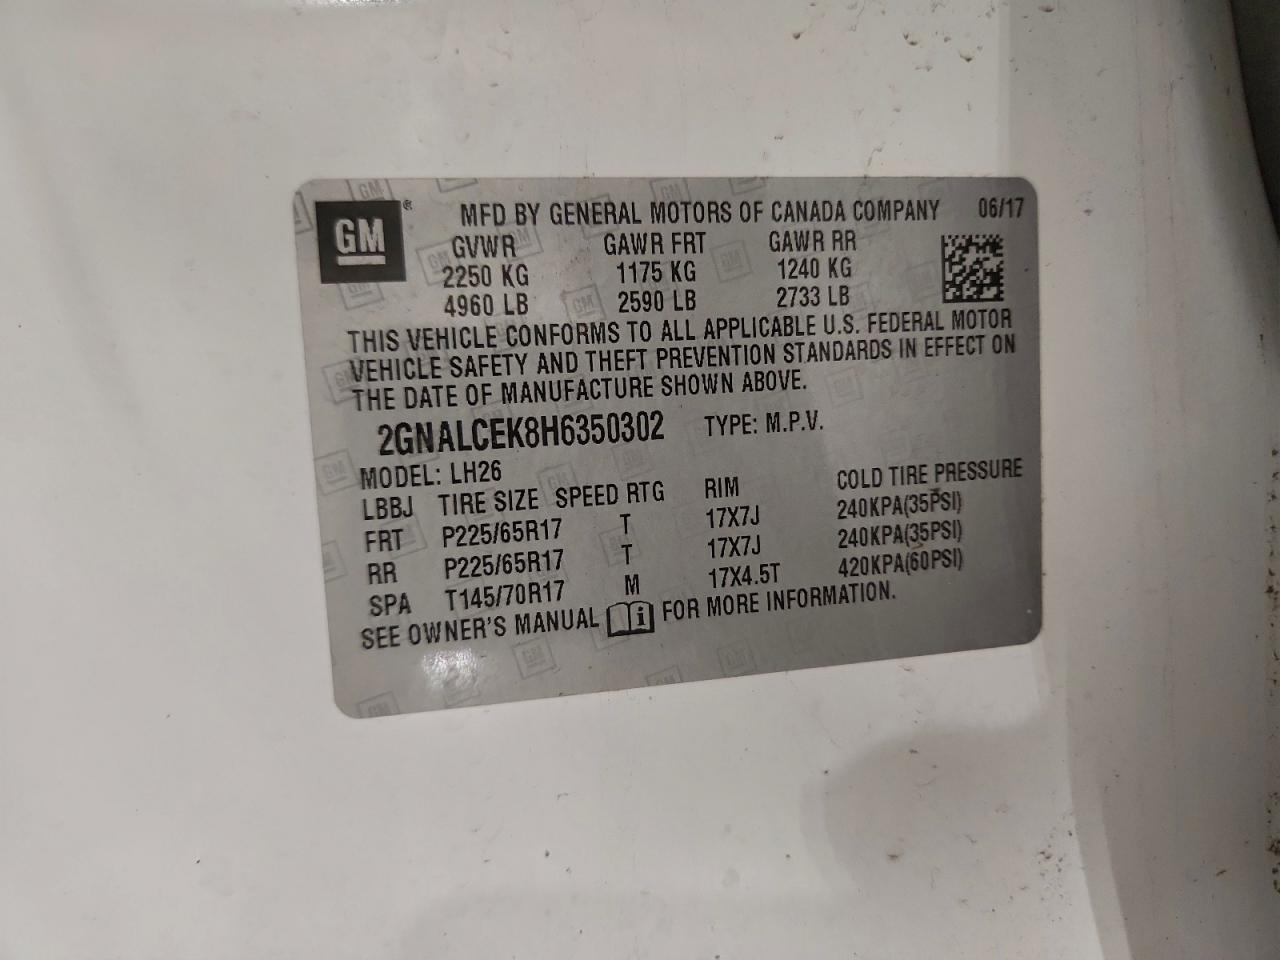 GM ® MFD BY GENERAL MOTORS OF CANADA COMPANY 06/17
GVWR GAWR FRT GAWR RR
2250 KG 1175 KG 1240 KG
4960 LB 2590 LB 2733 LB
THIS VEHICLE CONFORMS TO ALL APPLICABLE U.S. FEDERAL MOTOR
VEHICLE SAFETY AND THEFT PREVENTION STANDARDS IN EFFECT ON
THE DATE OF MANUFACTURE SHOWN ABOVE.
2GNALCEK8H6350302 TYPE: M.P.V.
MODEL: LH26
LBBJ TIRE SIZE SPEED RTG RIM COLD TIRE PRESSURE
FRT P225/65R17 T 17X7J 240KPA(35PSI)
RR P225/65R17 T 17X7J 240KPA(35PSI)
SPA T145/70R17 M 17X4.5T 420KPA(60PSI)
SEE OWNER'S MANUAL i FOR MORE INFORMATION.